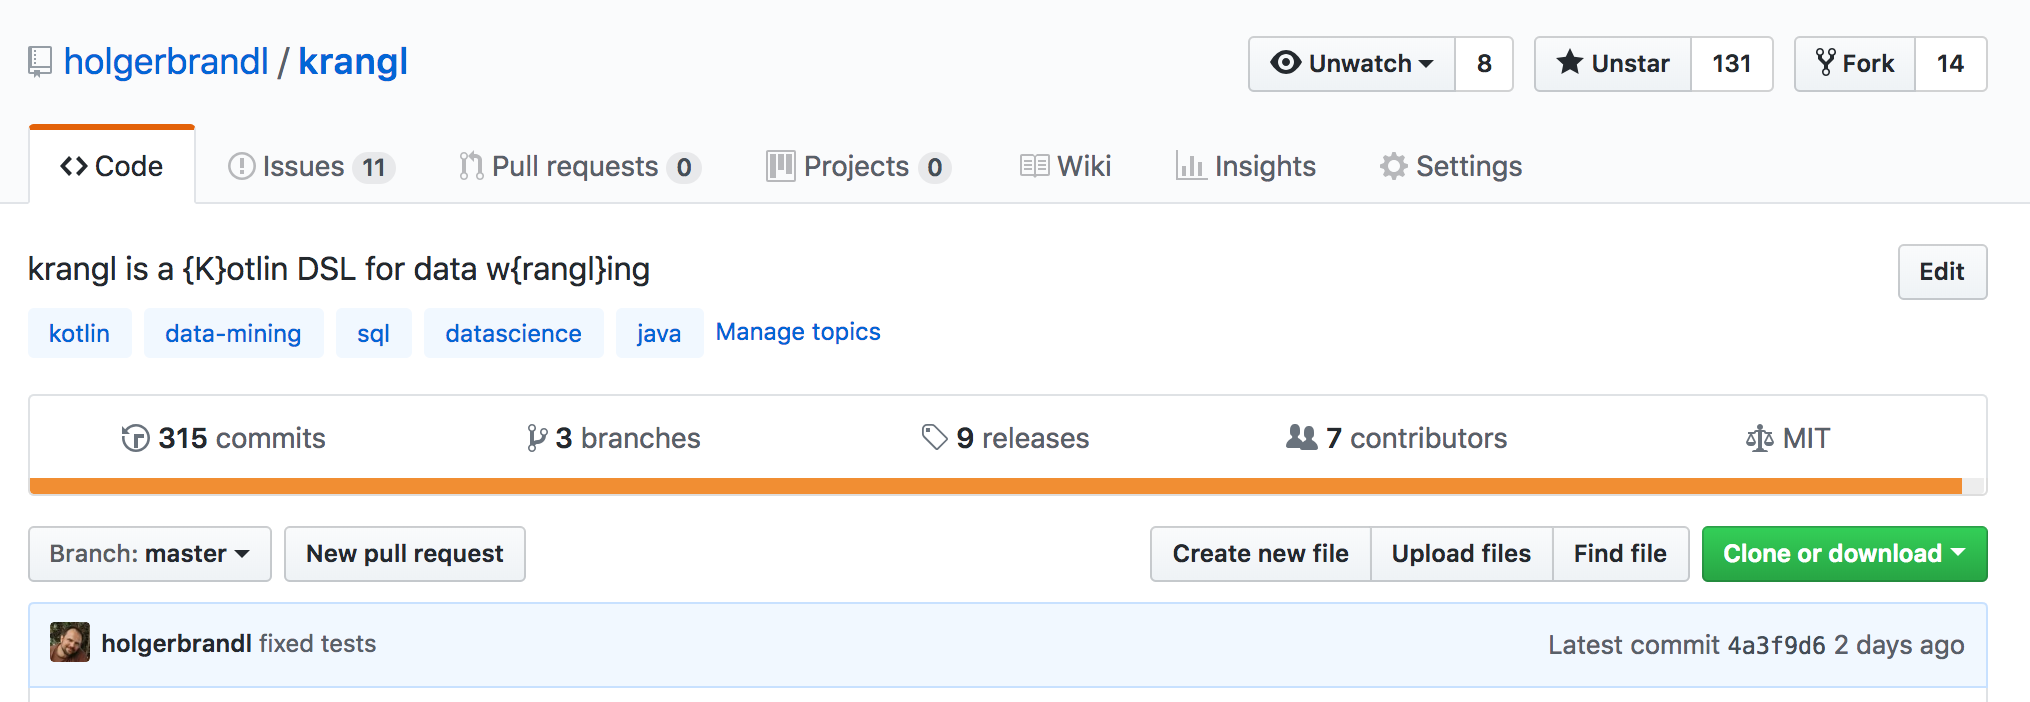 holgerbrandl / krangl
Unwatch 8 Unstar 131 Fork 14
Code Issues 11 Pull requests 0 Projects 0 Wiki Insights Settings
krangl is a {K}otlin DSL for data w{rangl}ing
Edit
kotlin data-mining sql datascience java Manage topics
315 commits 3 branches 9 releases 7 contributors MIT
Branch: master New pull request Create new file Upload files Find file Clone or download
holgerbrandl fixed tests Latest commit 4a3f9d6 2 days ago